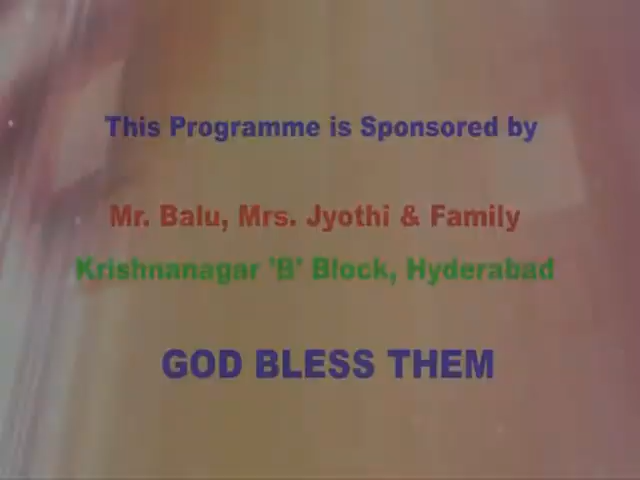 This Programme is Sponsored by
Mr. Balu, Mrs. Jyothi & Family
Krishnanagar 'B' Block, Hyderabad
GOD BLESS THEM